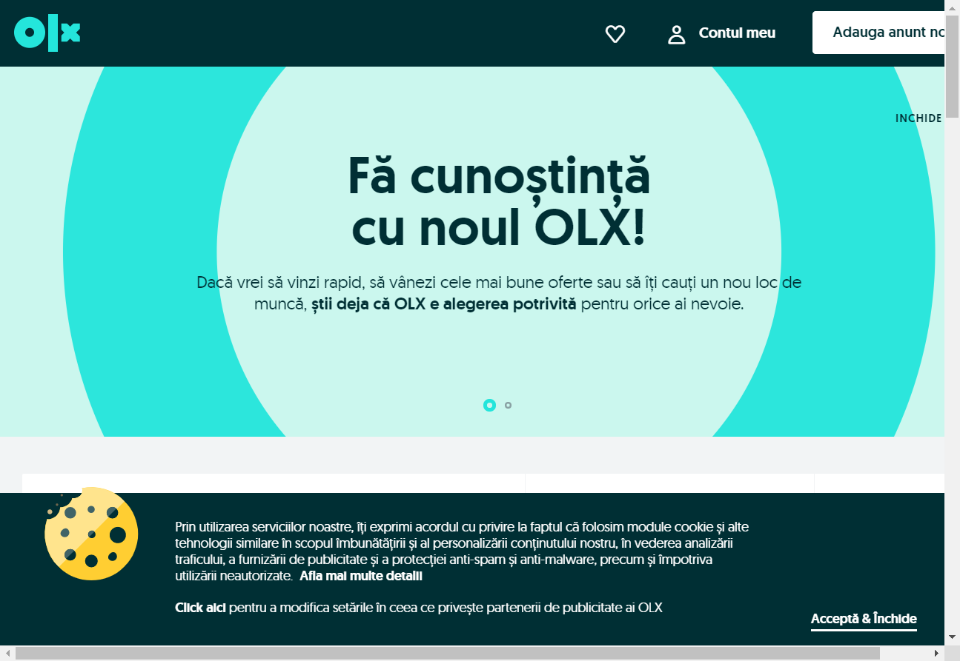 olx
Contul meu
Adauga anunt no
INCHIDE
Fă cunoștință
cu noul OLX!
Dacă vrei să vinzi rapid, să vânezi cele mai bune oferte sau să îți cauți un nou loc de
muncă, știi deja că OLX e alegerea potrivită pentru orice ai nevoie.
Prin utilizarea serviciilor noastre, îți exprimi acordul cu privire la faptul că folosim module cookie și alte
tehnologii similare în scopul îmbunătățirii și al personalizării conținutului nostru, în vederea analizării
traficului, a furnizării de publicitate și a protecției anti-spam și anti-malware, precum și împotriva
utilizării neautorizate. Afla mai multe detalii
Click aici pentru a modifica setările în ceea ce privește partenerii de publicitate ai OLX
Acceptă & Închide